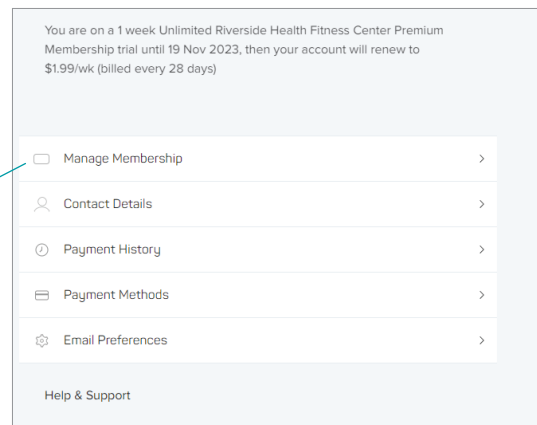 You are on a 1 week Unlimited Riverside Health Fitness Center Premium
Membership trial until 19 Nov 2023, then your account will renew to
$1.99/wk (billed every 28 days)
Manage Membership
Contact Details
Payment History
Payment Methods
Email Preferences
Help & Support